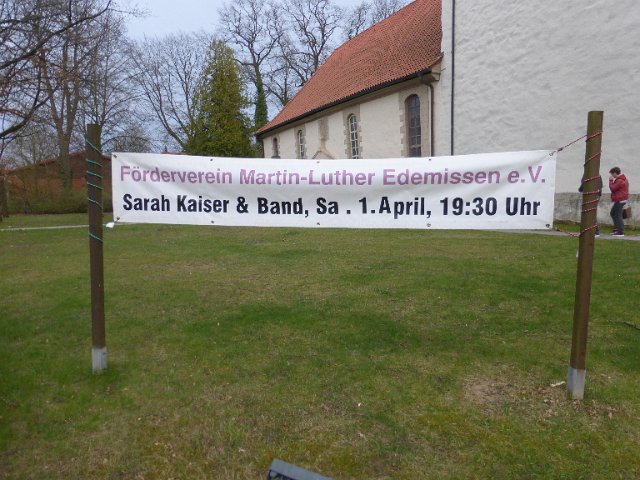 Förderverein Martin-Luther Edemissen e.V.
Sarah Kaiser & Band, Sa . 1. April, 19:30 Uhr